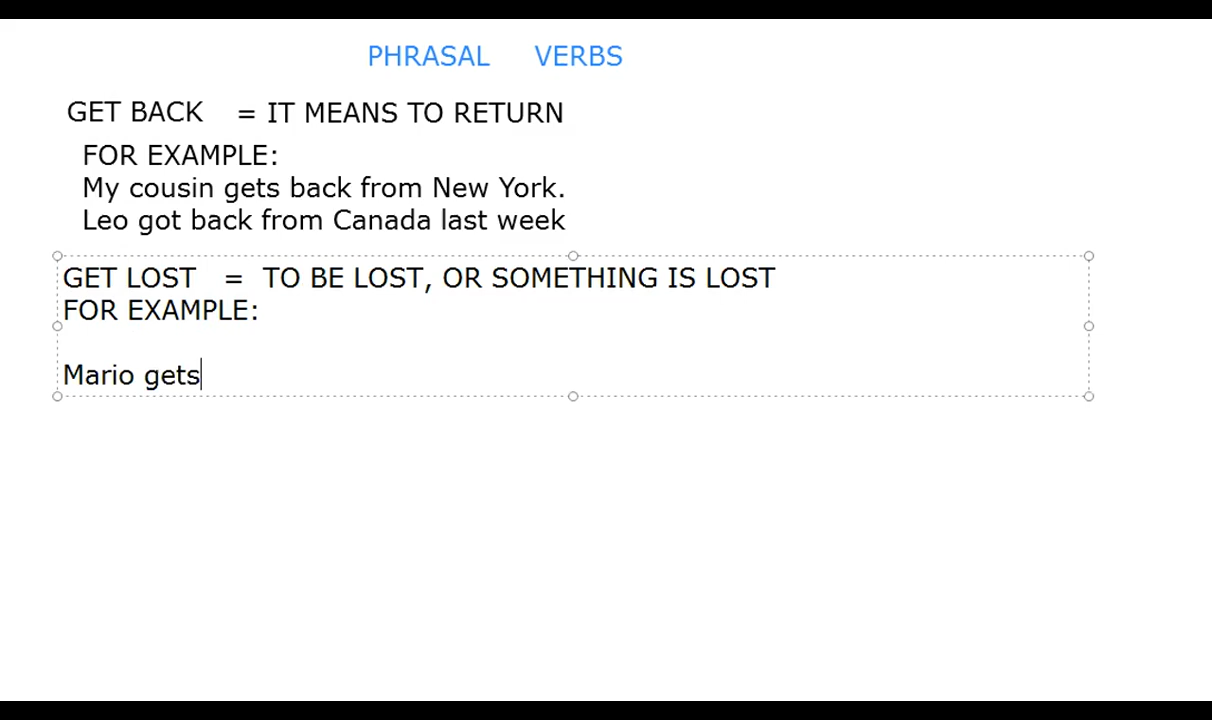 PHRASAL VERBS
GET BACK = IT MEANS TO RETURN
FOR EXAMPLE:
My cousin gets back from New York.
Leo got back from Canada last week
GET LOST = TO BE LOST, OR SOMETHING IS LOST
FOR EXAMPLE:
Mario gets